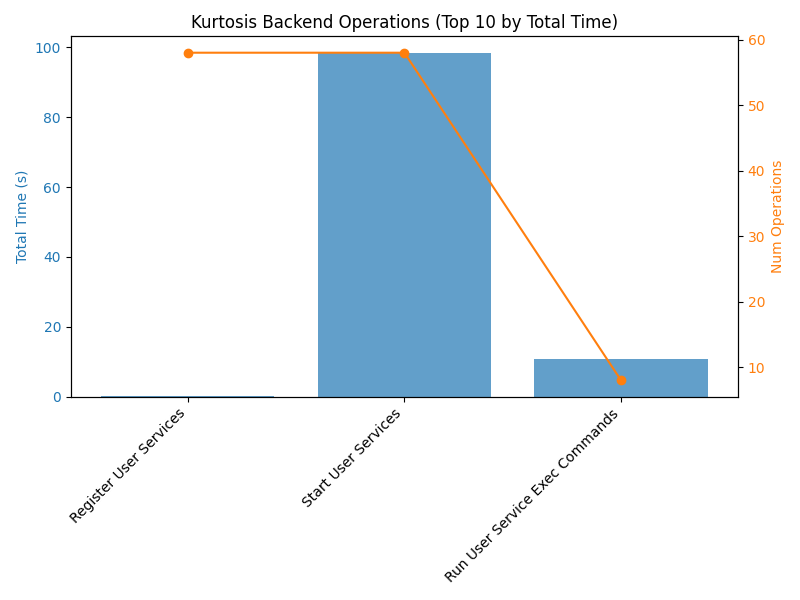 Kurtosis Backend Operations (Top 10 by Total Time)
Total Time (s)
100
80
60
40
20
0
60
50
40
30
20
10
Num Operations
Register User Services
Start User Services
Run User Service Exec Commands